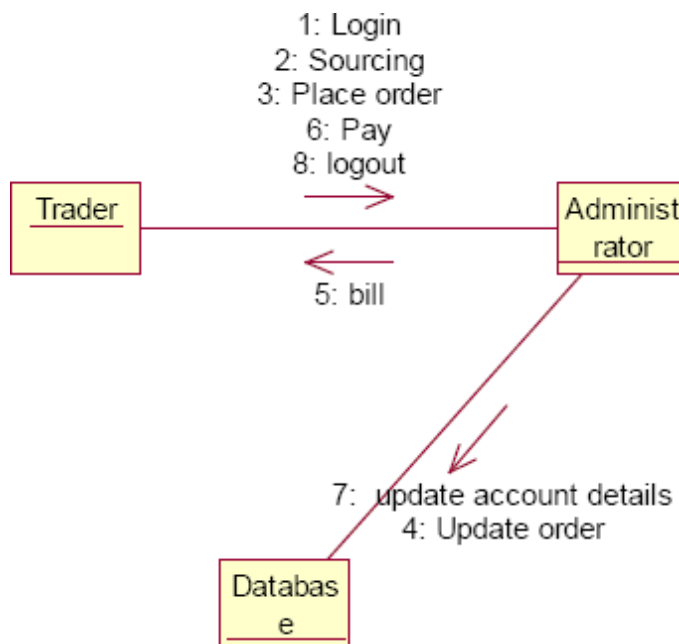 1: Login
2: Sourcing
3: Place order
6: Pay
8: logout
Trader
Administ
rator
5: bill
7: update account details
4: Update order
Databas
e